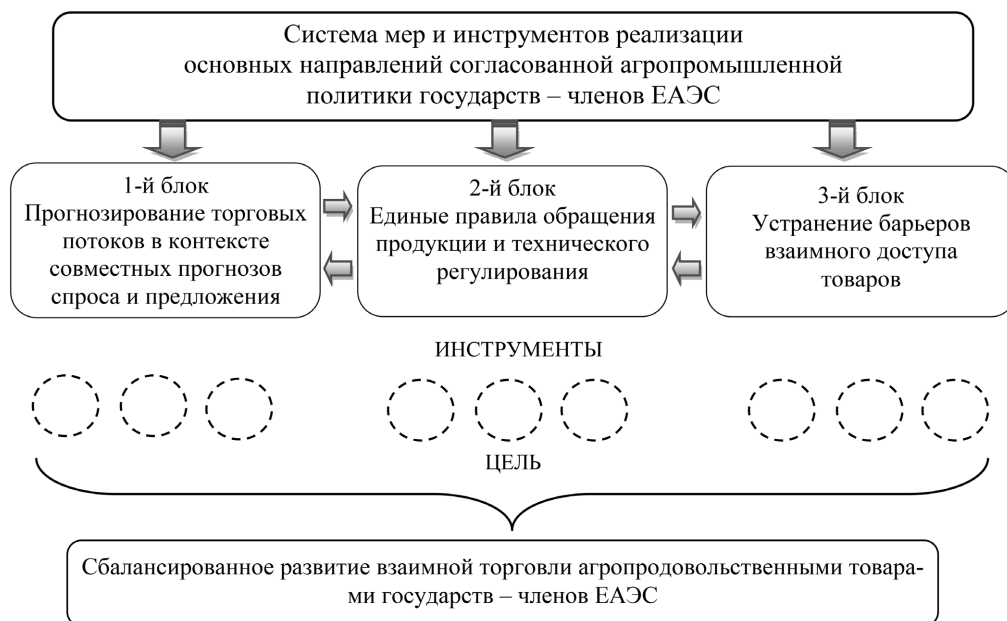 Система мер и инструментов реализации
основных направлений согласованной агропромышленной
политики государств – членов ЕАЭС
1-й блок
Прогнозирование торговых
потоков в контексте
совместных прогнозов
спроса и предложения
2-й блок
Единые правила обращения
продукции и технического
регулирования
3-й блок
Устранение барьеров
взаимного доступа
товаров
ИНСТРУМЕНТЫ
ЦЕЛЬ
Сбалансированное развитие взаимной торговли агропродовольственными товара-
ми государств – членов ЕАЭС